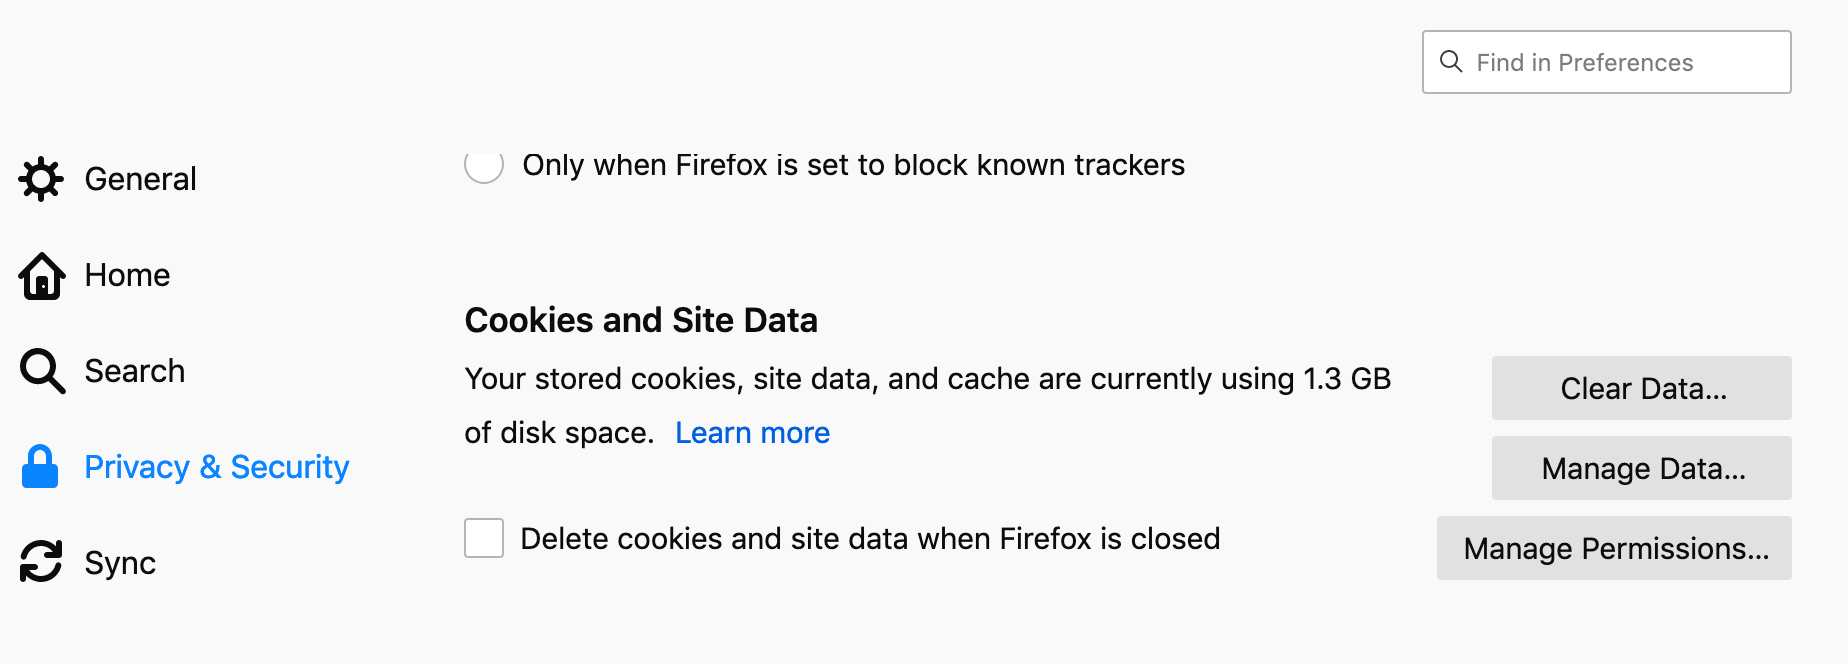 Find in Preferences
General
Home
Search
Privacy & Security
Sync
Only when Firefox is set to block known trackers
Cookies and Site Data
Your stored cookies, site data, and cache are currently using 1.3 GB
of disk space. Learn more
Delete cookies and site data when Firefox is closed
Clear Data...
Manage Data...
Manage Permissions...